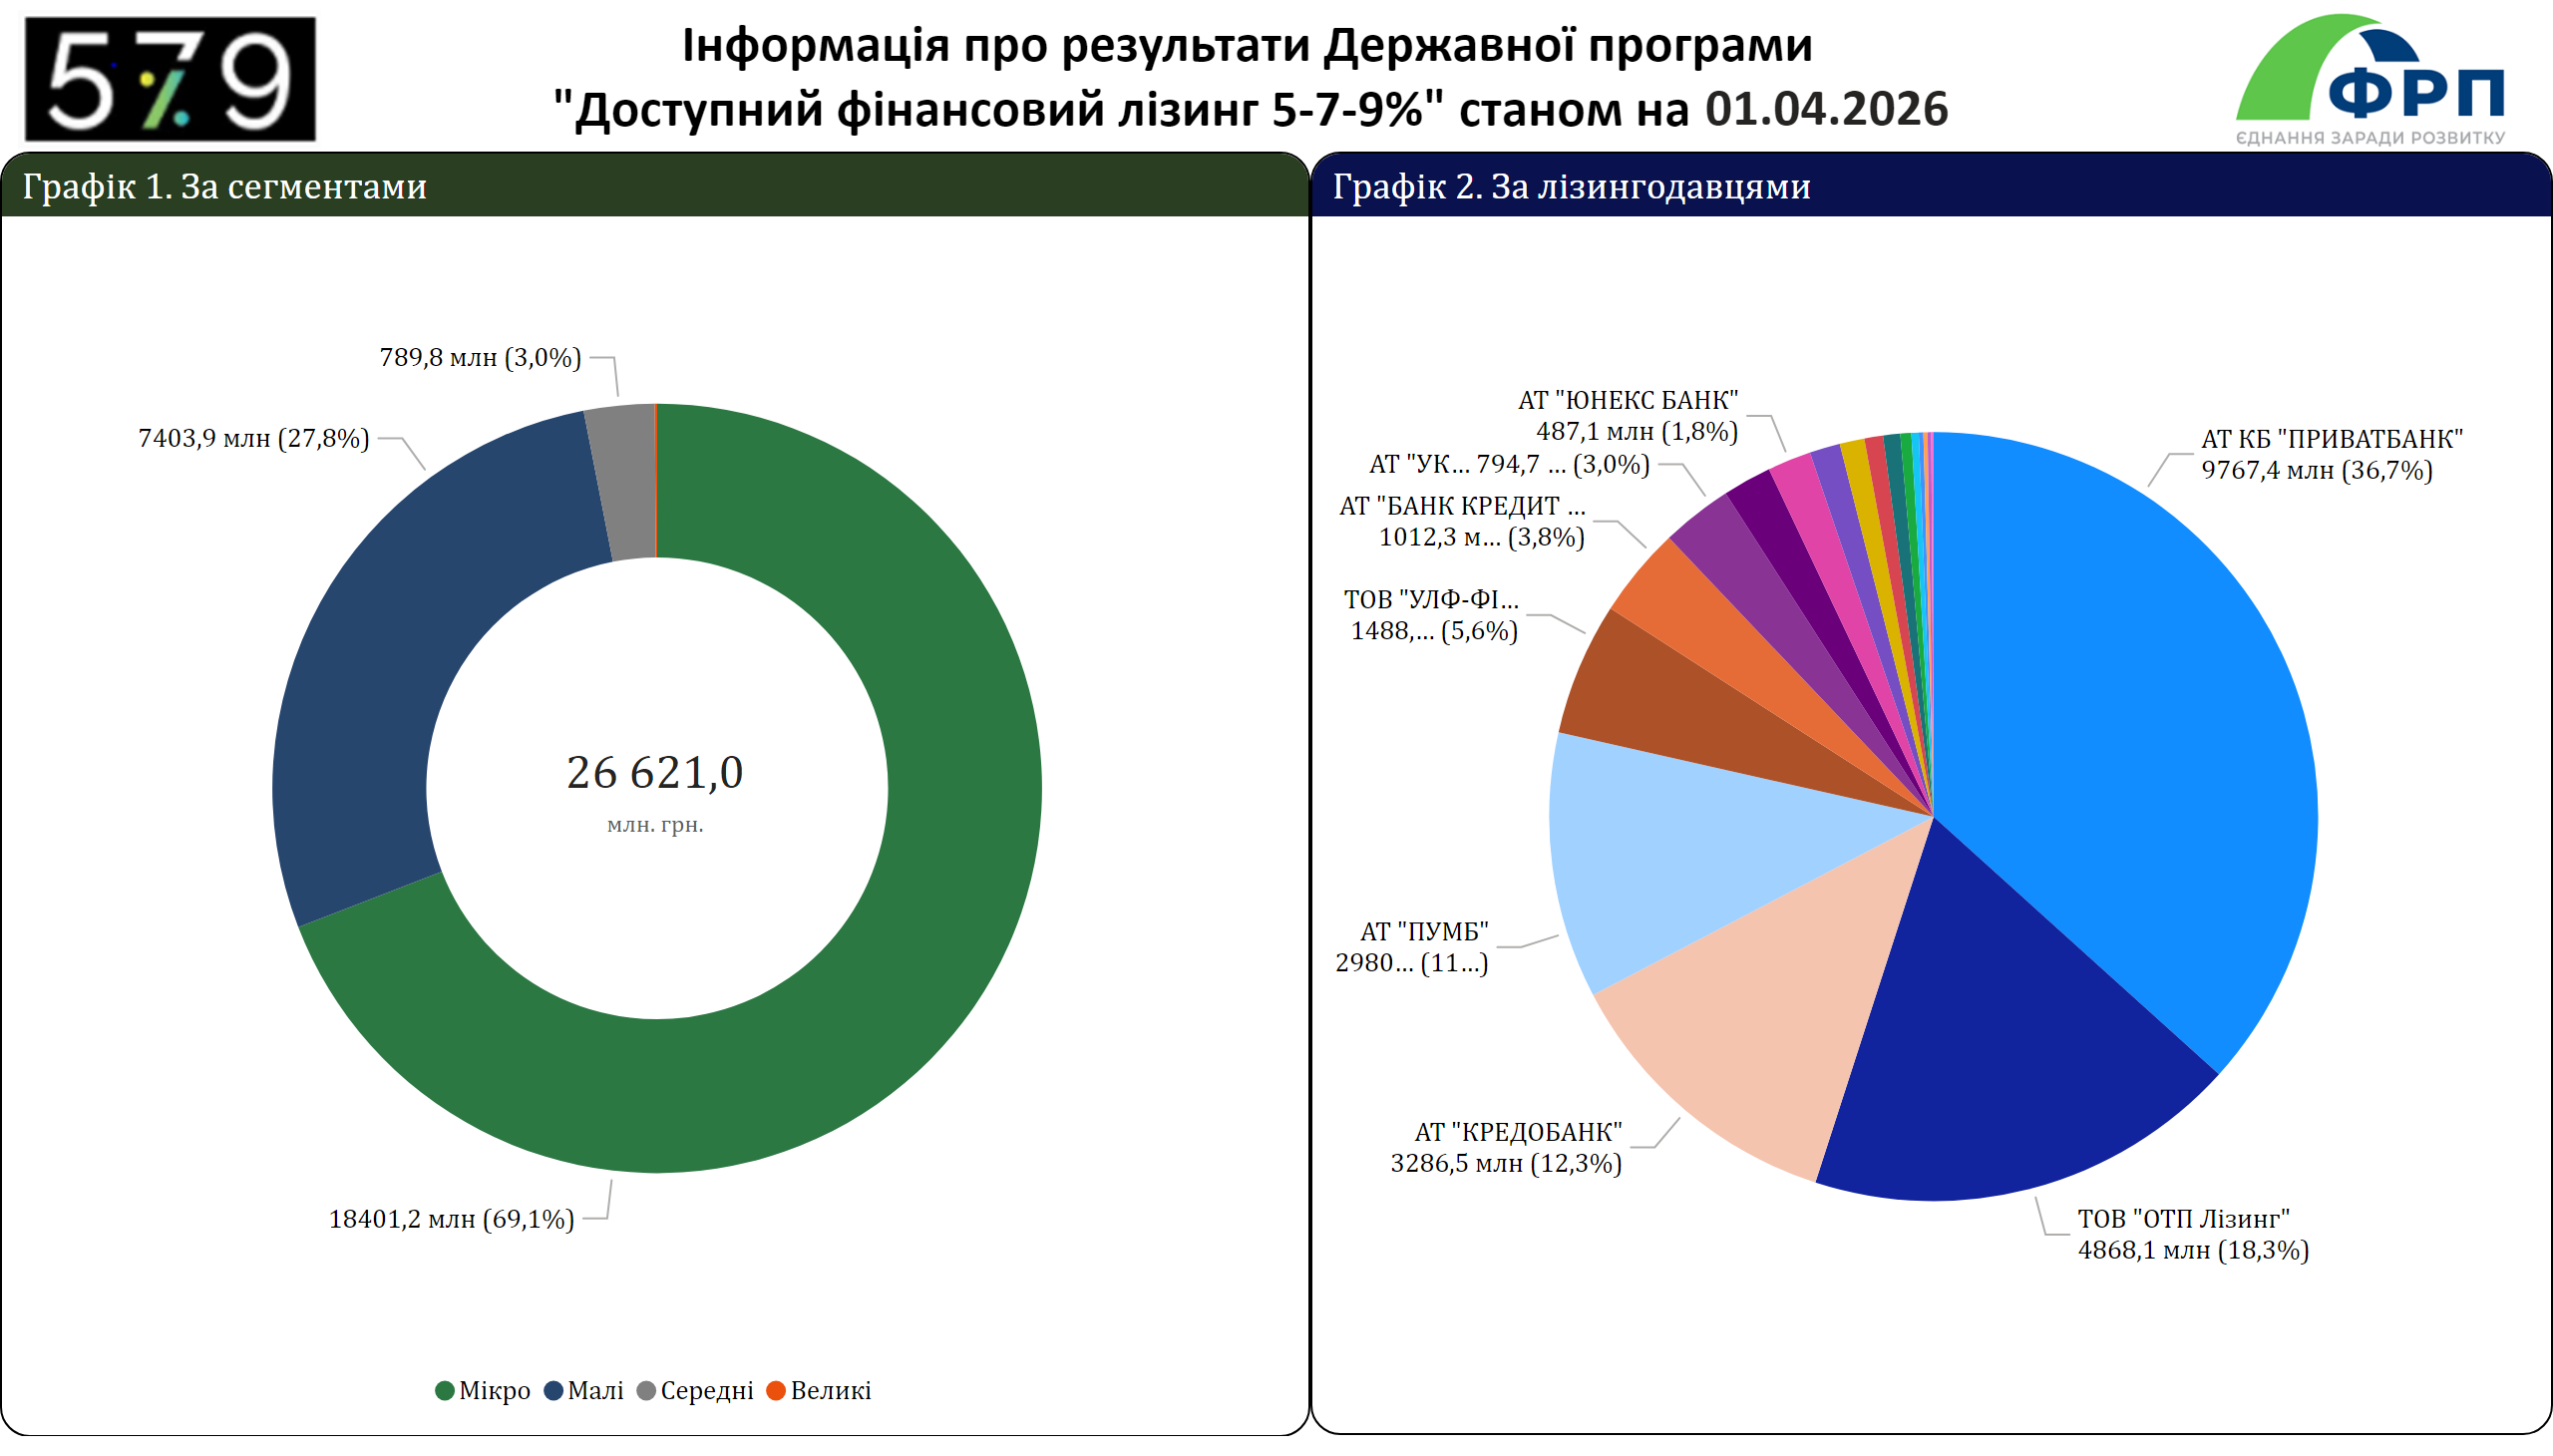 579
Інформація про результати Державної програми
"Доступний фінансовий лізинг 5-7-9%" станом на 01.04.2026
ФРП
ЄДНАННЯ ЗАРАДИ РОЗВИТКУ
Графік 1. За сегментами
789,8 млн (3,0%)
7403,9 млн (27,8%)
26 621,0
млн. грн.
18401,2 млн (69,1%)
Мікро Малі Середні Великі
Графік 2. За лізингодавцями
АТ "ЮНЕКС БАНК"
487,1 млн (1,8%)
АТ "УК... 794,7 ... (3,0%)
АТ "БАНК КРЕДИТ ...
1012,3 м... (3,8%)
ТОВ "УЛФ-ФІ...
1488,... (5,6%)
АТ "ПУМБ"
2980... (11...)
АТ "КРЕДОБАНК"
3286,5 млн (12,3%)
АТ КБ "ПРИВАТБАНК"
9767,4 млн (36,7%)
ТОВ "ОТП Лізинг"
4868,1 млн (18,3%)